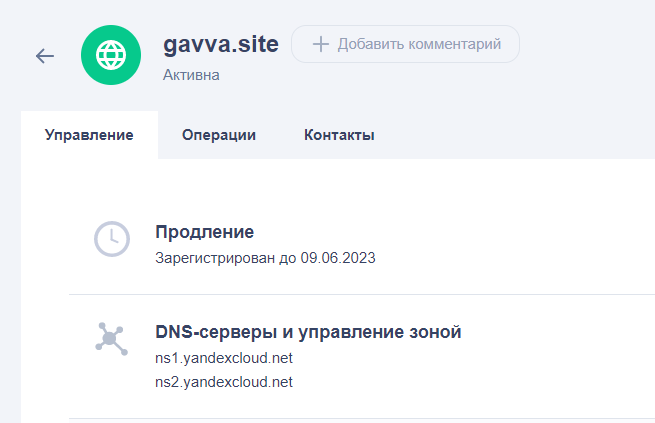 gavva.site
Добавить комментарий
Активна
Управление
Операции
Контакты
Продление
Зарегистрирован до 09.06.2023
DNS-серверы и управление зоной
ns1.yandexcloud.net
ns2.yandexcloud.net